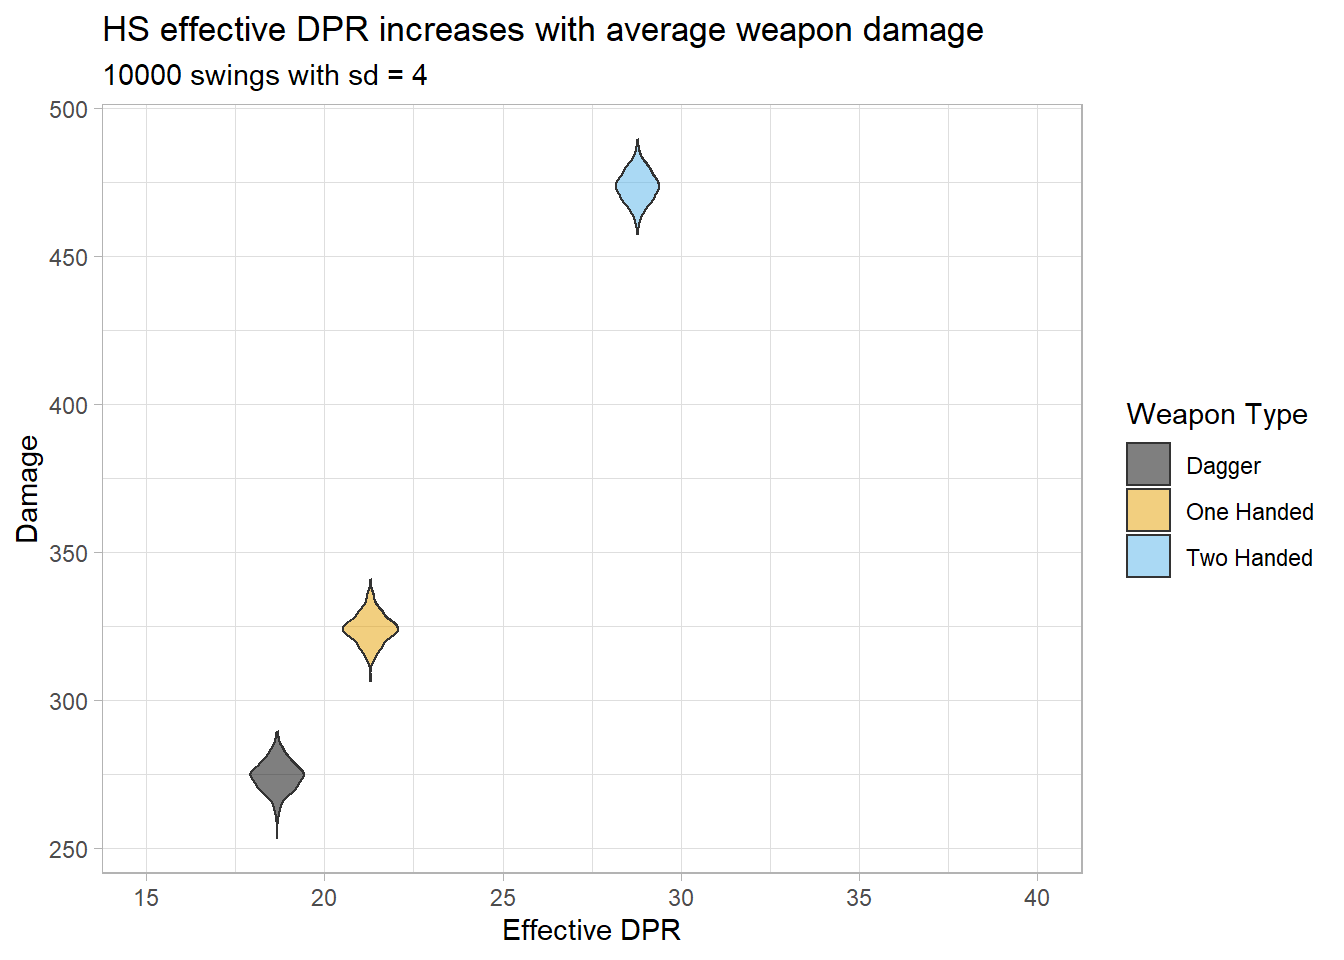 HS effective DPR increases with average weapon damage
10000 swings with sd = 4
500
450
400
350
300
250
Damage
15 20 25 30 35 40
Effective DPR
Weapon Type
Dagger
One Handed
Two Handed